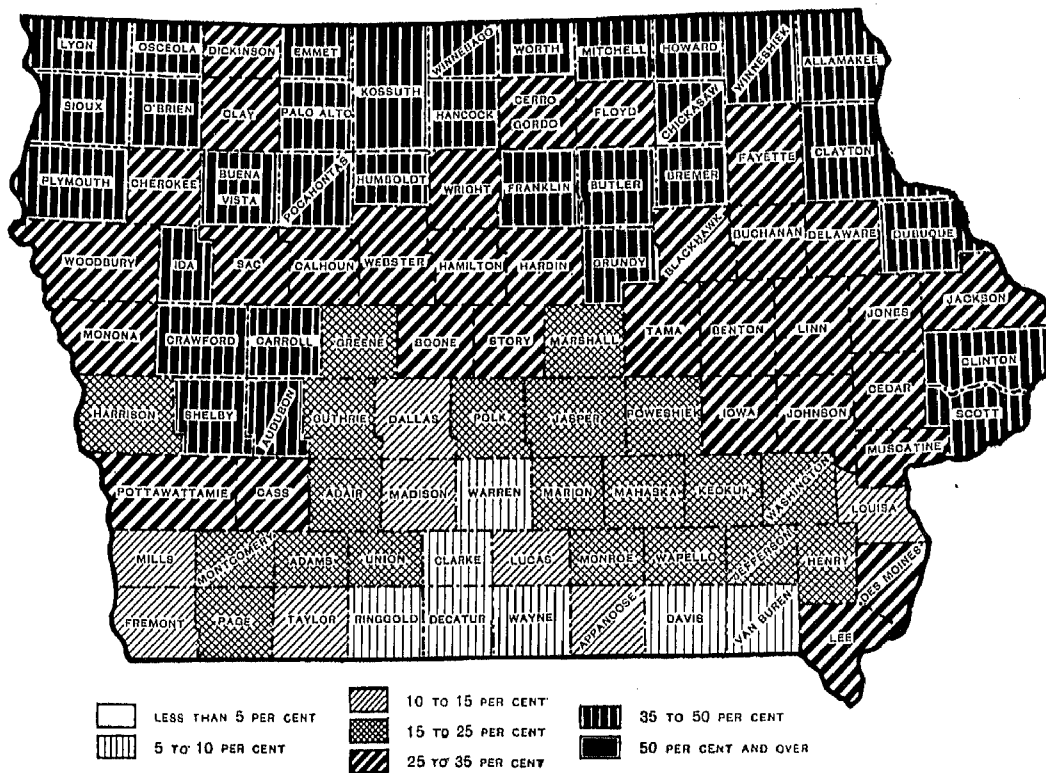 LYON
OSCEOLA
DICKINSON
EMMET
KOSSUTH
WINNEBAGO
WORTH
MITCHELL
HOWARD
WINNESHIEK
ALLAMAKEE
SIOUX
O'BRIEN
CLAY
PALO ALTO
HANCOCK
CERRO
GORDO
FLOYD
CHICKASAW
PLYMOUTH
CHEROKEE
BUENA
VISTA
POCAHONTAS
HUMBOLDT
WRIGHT
FRANKLIN
BUTLER
BREMER
FAYETTE
CLAYTON
WOODBURY
IDA
SAC
CALHOUN
WEBSTER
HAMILTON
HARDIN
GRUNDY
BLACKHAWK
BUCHANAN
DELAWARE
DUBUQUE
MONONA
CRAWFORD
CARROLL
GREENE
BOONE
STORY
MARSHALL
TAMA
BENTON
LINN
JONES
JACKSON
CLINTON
HARRISON
SHELBY
AUDUBON
GUTHRIE
DALLAS
POLK
JASPER
POWESHIEK
IOWA
JOHNSON
CEDAR
SCOTT
MUSCATINE
POTTAWATTAMIE
CASS
ADAIR
MADISON
WARREN
MARION
MAHASKA
KEOKUK
WASHINGTON
LOUISA
MILLS
MONTGOMERY
ADAMS
UNION
CLARKE
LUCAS
MONROE
WAPELLO
JEFFERSON
HENRY
DES MOINES
FREMONT
PAGE
TAYLOR
RINGGOLD
DECATUR
WAYNE
APPANOOSE
DAVIS
VAN BUREN
LEE
LESS THAN 5 PER CENT
5 TO 10 PER CENT
10 TO 15 PER CENT
15 TO 25 PER CENT
25 TO 35 PER CENT
35 TO 50 PER CENT
50 PER CENT AND OVER